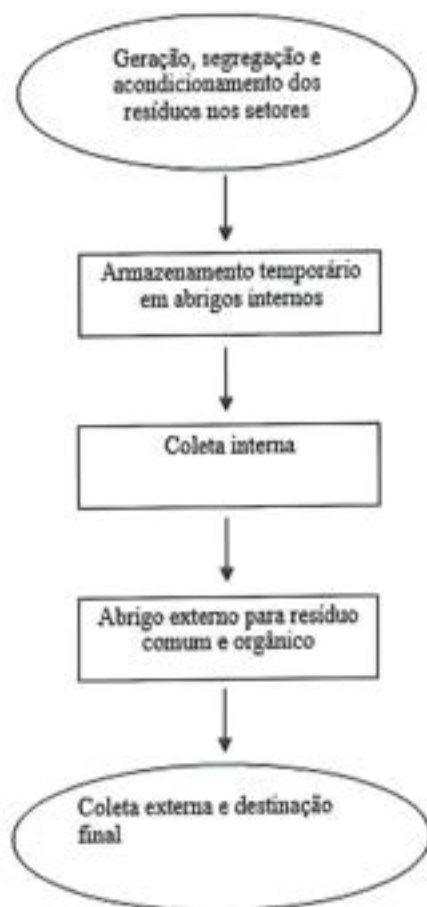 Geração, segregação e
acondicionamento dos
resíduos nos setores
Armazenamento temporário
em abrigos internos
Coleta interna
Abrigo externo para resíduo
comum e orgânico
Coleta externa e destinação
final